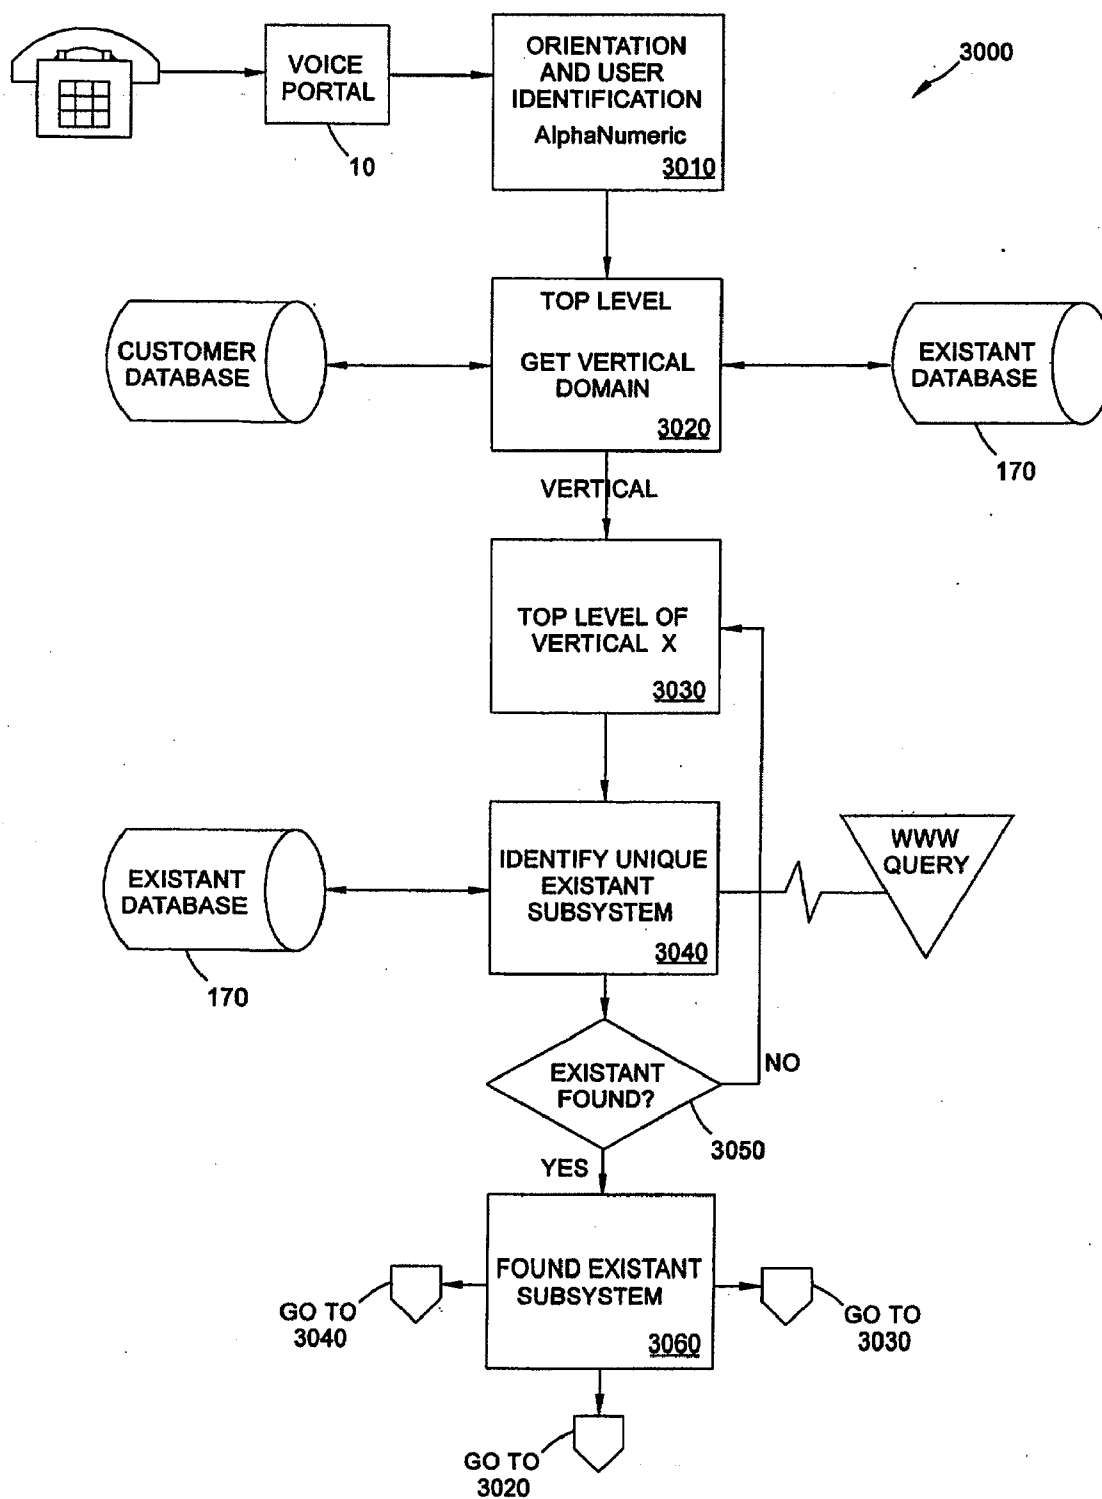 VOICE
PORTAL
10
ORIENTATION
AND USER
IDENTIFICATION
AlphaNumeric
3010
3000
CUSTOMER
DATABASE
TOP LEVEL
GET VERTICAL
DOMAIN
3020
EXISTANT
DATABASE
170
VERTICAL
TOP LEVEL OF
VERTICAL X
3030
EXISTANT
DATABASE
170
IDENTIFY UNIQUE
EXISTANT
SUBSYSTEM
3040
WWW
QUERY
EXISTANT
FOUND?
3050
NO
YES
FOUND EXISTANT
SUBSYSTEM
3060
GO TO
3040
GO TO
3030
GO TO
3020